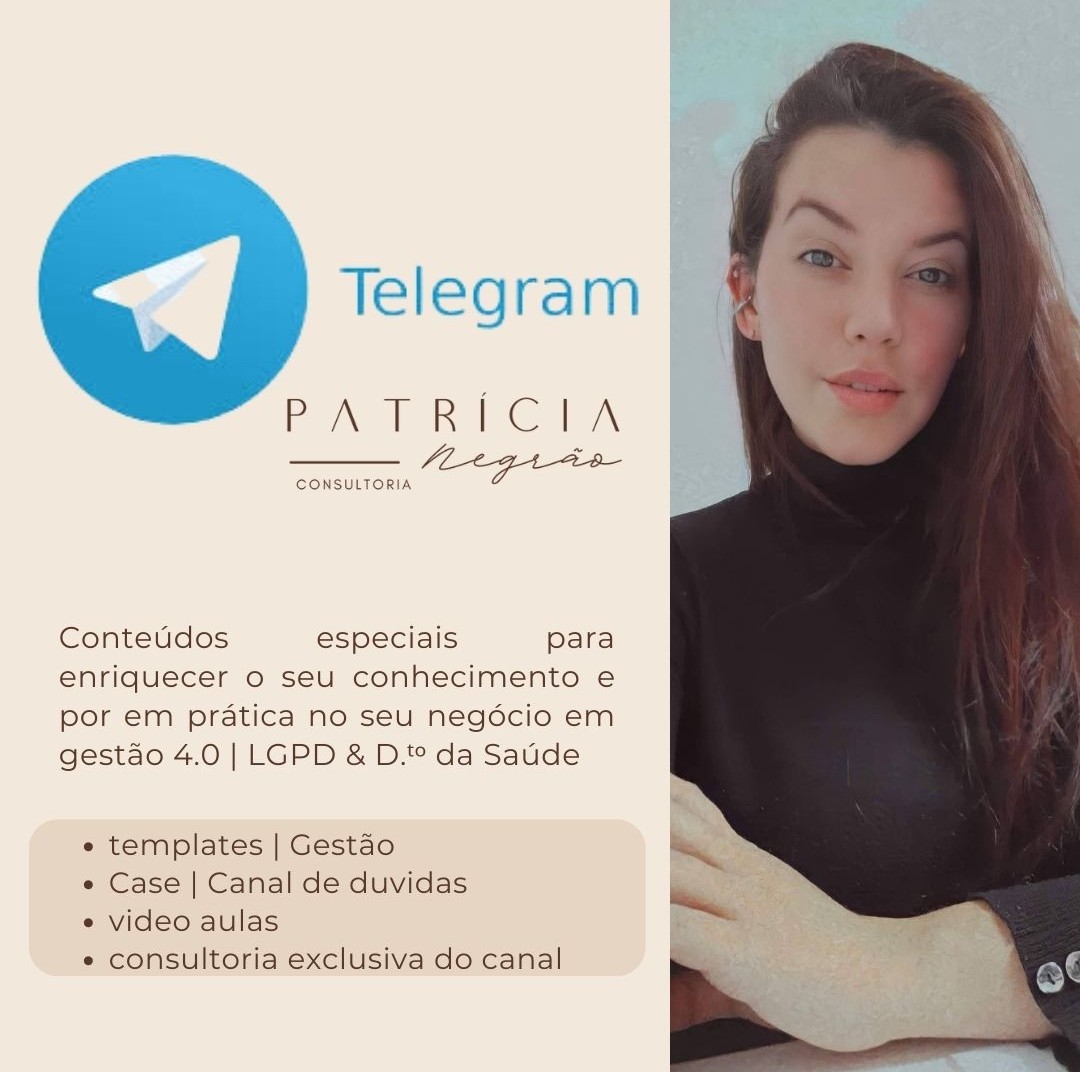 Telegram
PATRÍCIA
Negrão
CONSULTORIA
Conteúdos especiais para
enriquecer o seu conhecimento e
por em prática no seu negócio em
gestão 4.0 | LGPD & D.ᵗᵒ da Saúde
• templates | Gestão
• Case | Canal de duvidas
• video aulas
• consultoria exclusiva do canal